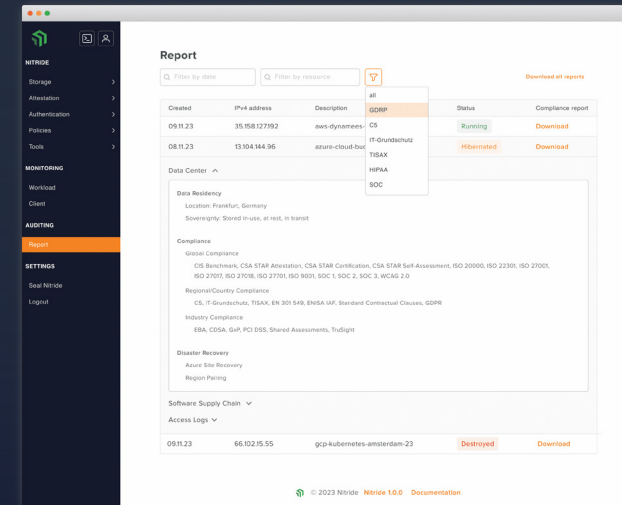 NITRIDE
Storage
Attestation
Authentication
Policies
Tools
MONITORING
Workload
Client
AUDITING
Report
SETTINGS
Seal Nitride
Logout
Report
Filter by date
Filter by resource
Download all reports
all
GDRP
C5
IT-Grundschutz
TISAX
HIPAA
SOC
Created IPv4 address Description Status Compliance report
09.11.23 35.158.127.192 aws-dynamees- Running Download
08.11.23 13.104.144.96 azure-cloud-buc Hibernated Download
Data Center
Data Residency
Location: Frankfurt, Germany
Sovereignty: Stored in-use, at rest, in transit
Compliance
Global Compliance
CIS Benchmark, CSA STAR Attestation, CSA STAR Certification, CSA STAR Self-Assessment, ISO 20000, ISO 22301, ISO 27001,
ISO 27017, ISO 27018, ISO 27701, ISO 9001, SOC 1, SOC 2, SOC 3, WCAG 2.0
Regional/Country Compliance
C5, IT-Grundschutz, TISAX, EN 301 549, ENISA IAF, Standard Contractual Clauses, GDPR
Industry Compliance
EBA, CDSA, GxP, PCI DSS, Shared Assessments, TruSight
Disaster Recovery
Azure Site Recovery
Region Pairing
Software Supply Chain
Access Logs
09.11.23 66.102.15.55 gcp-kubernetes-amsterdam-23 Destroyed Download
© 2023 Nitride Nitride 1.0.0 Documentation